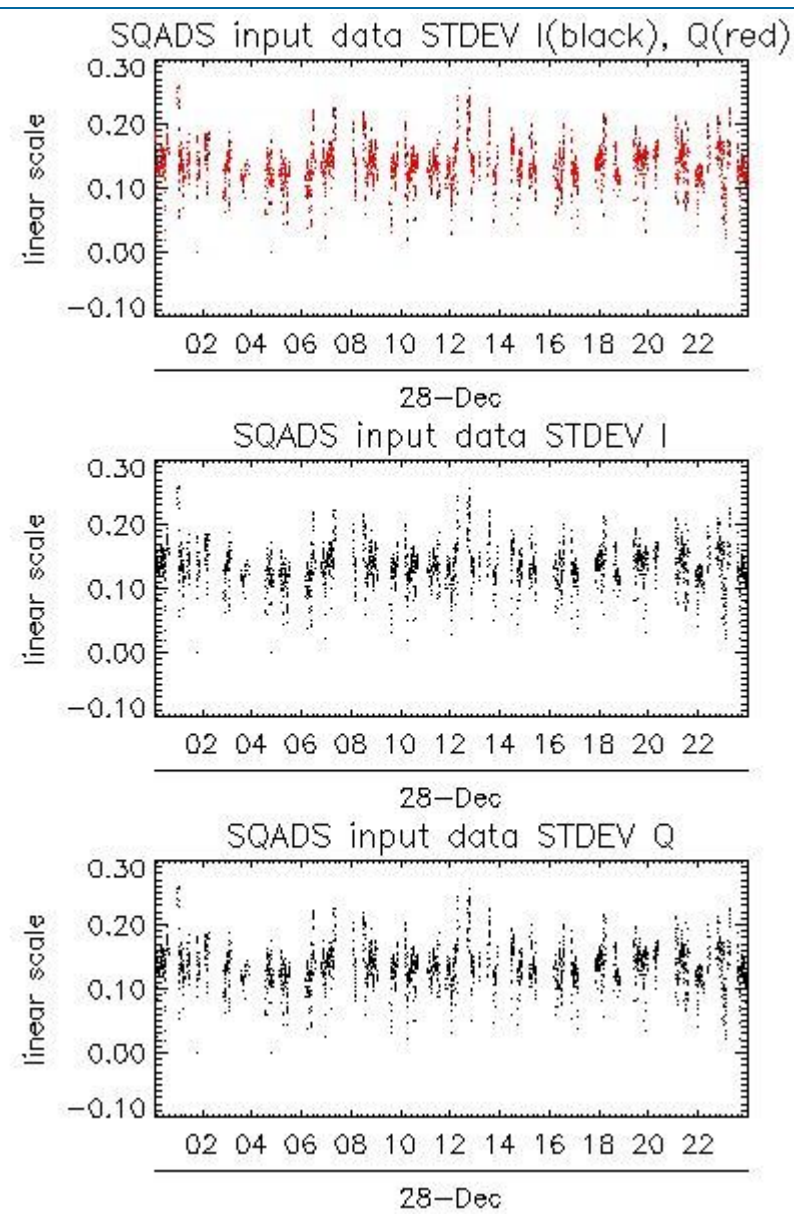 SQADS input data STDEV I(black), Q(red)
0.30
0.20
0.10
0.00
−0.10
linear scale
02 04 06 08 10 12 14 16 18 20 22
28−Dec
SQADS input data STDEV I
0.30
0.20
0.10
0.00
−0.10
linear scale
02 04 06 08 10 12 14 16 18 20 22
28−Dec
SQADS input data STDEV Q
0.30
0.20
0.10
0.00
−0.10
linear scale
02 04 06 08 10 12 14 16 18 20 22
28−Dec